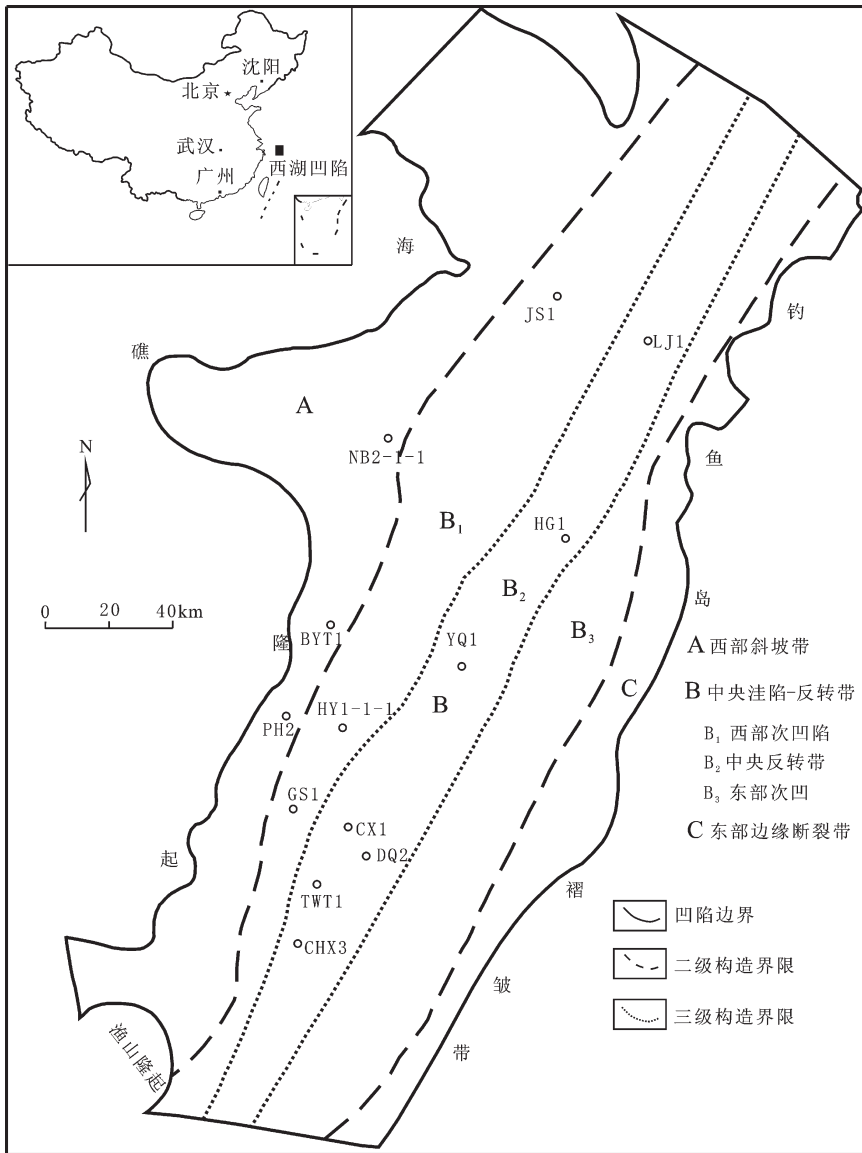 沈阳
北京
武汉
西湖凹陷
广州
海
礁
隆
起
钓
鱼
岛
褶
皱
带
渔山隆起
N
0 20 40km
JS1
LJ1
A
NB2-1-1
B₁
HG1
B₂
B₃
BYT1
YQ1
C
B
PH2
HY1-1-1
GS1
CX1
DQ2
TWT1
CHX3
A 西部斜坡带
B 中央洼陷-反转带
B₁ 西部次凹陷
B₂ 中央反转带
B₃ 东部次凹
C 东部边缘断裂带
凹陷边界
二级构造界限
三级构造界限